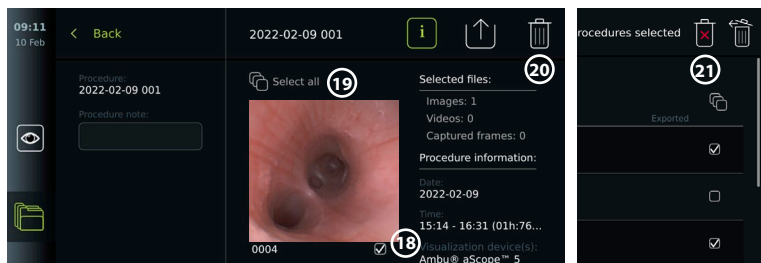 09:11
10 Feb
Back
2022-02-09 001
i
rocedures selected
20
21
Procedure:
2022-02-09 001
Procedure note:
Select all
19
Selected files:
Images: 1
Videos: 0
Captured frames: 0
Procedure information:
Date:
2022-02-09
Time:
15:14 - 16:31 (01h:76...
Visualization device(s):
Ambu® aScope™ 5
0004
18
Exported